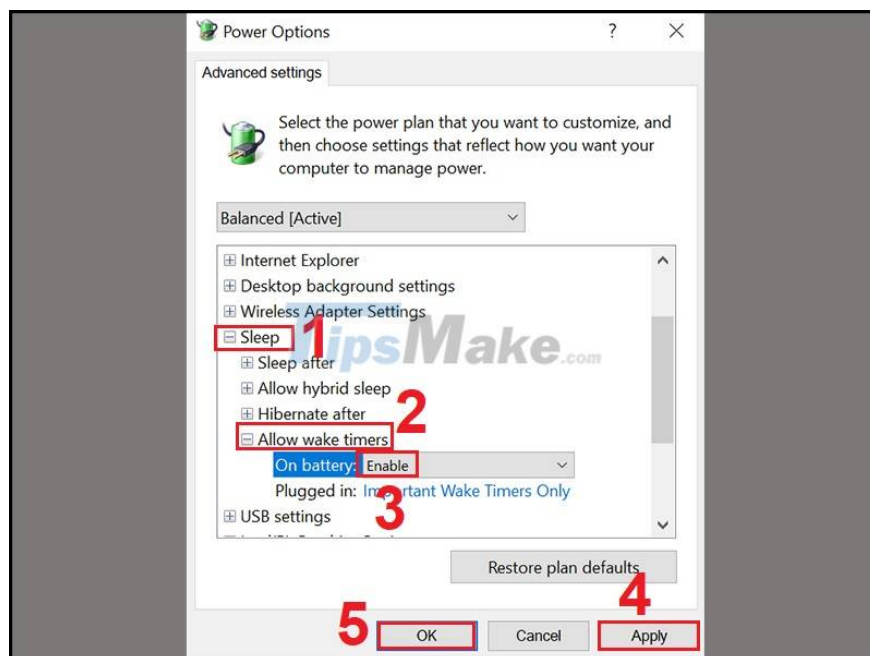 Power Options
Advanced settings
Select the power plan that you want to customize, and
then choose settings that reflect how you want your
computer to manage power.
Balanced [Active]
Internet Explorer
Desktop background settings
Wireless Adapter Settings
Sleep
1
TipsMake.com
Sleep after
Allow hybrid sleep
Hibernate after
2
Allow wake timers
On battery: Enable
Plugged in: Important Wake Timers Only
3
USB settings
Restore plan defaults
4
5
OK Cancel Apply